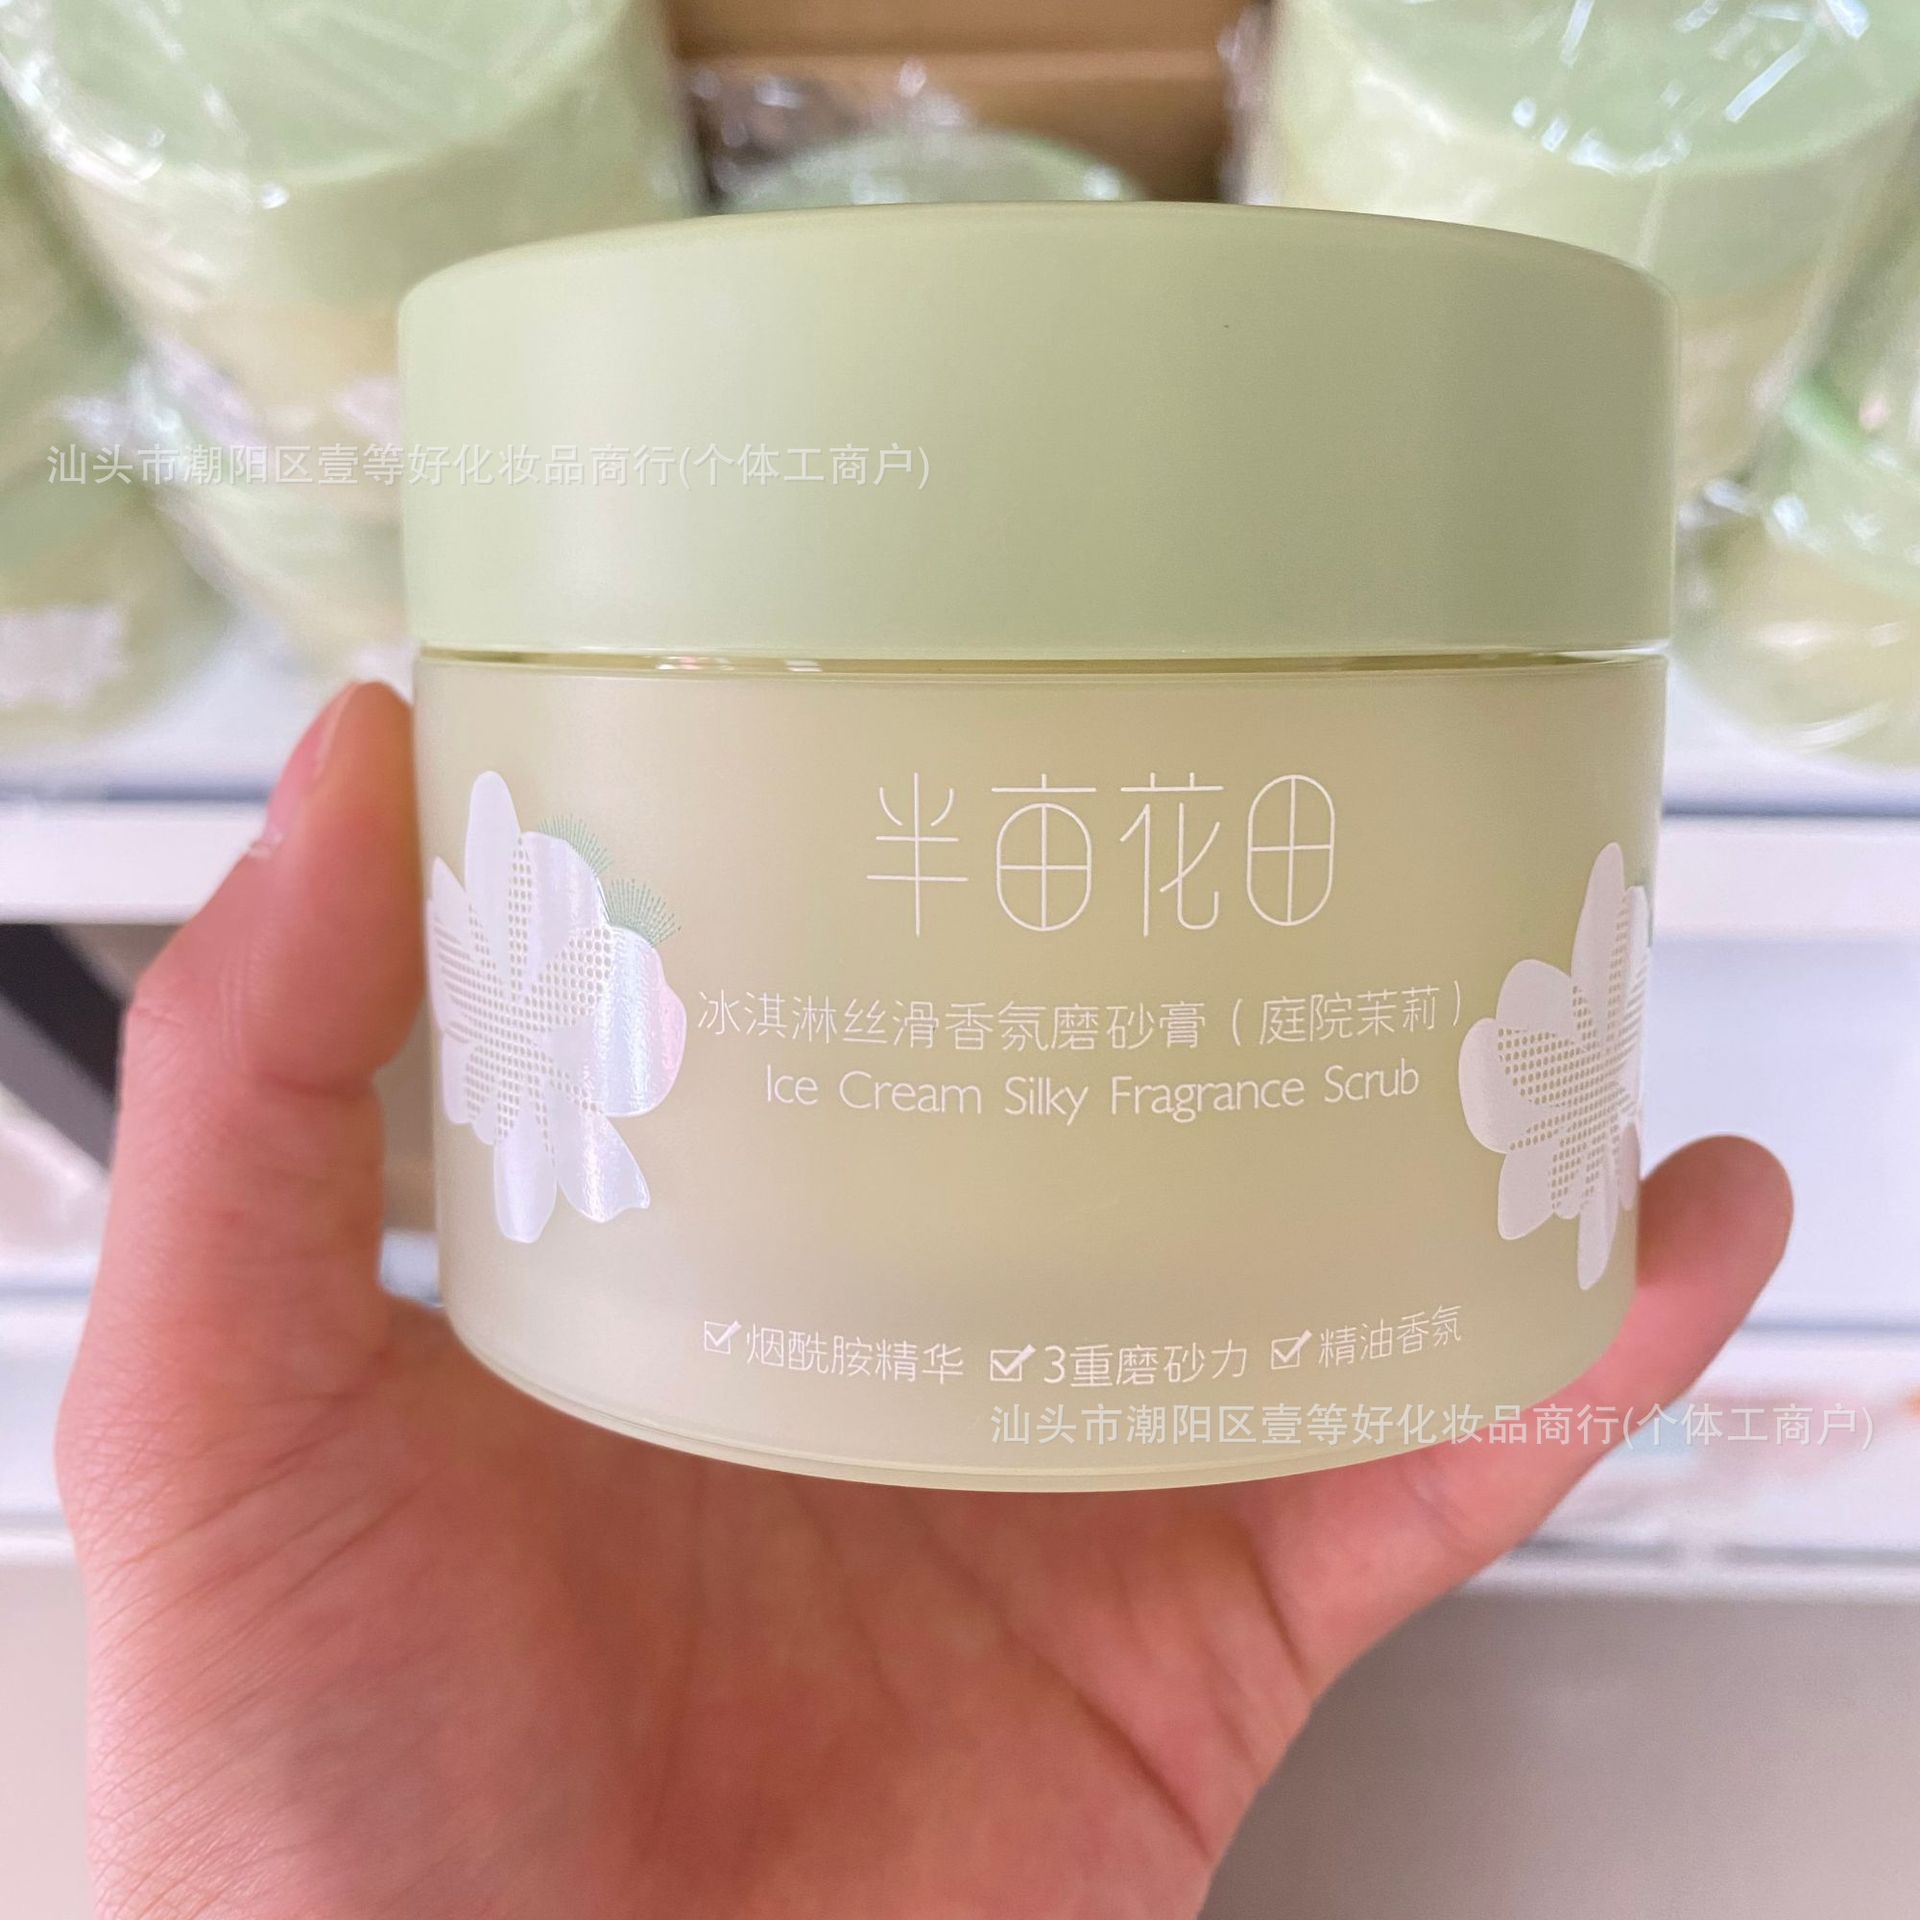 汕头市潮阳区壹等好化妆品商行(个体工商户)
半亩花田
冰淇淋丝滑香氛磨砂膏（庭院茉莉）
Ice Cream Silky Fragrance Scrub
☑烟酰胺精华 ☑3重磨砂力 ☑精油香氛
汕头市潮阳区壹等好化妆品商行(个体工商户)